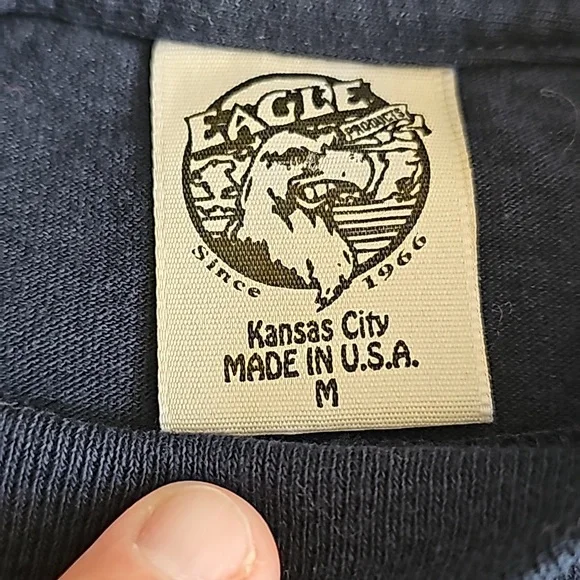 EAGLE
PRODUCTS
Since 1966
Kansas City
MADE IN U.S.A.
M